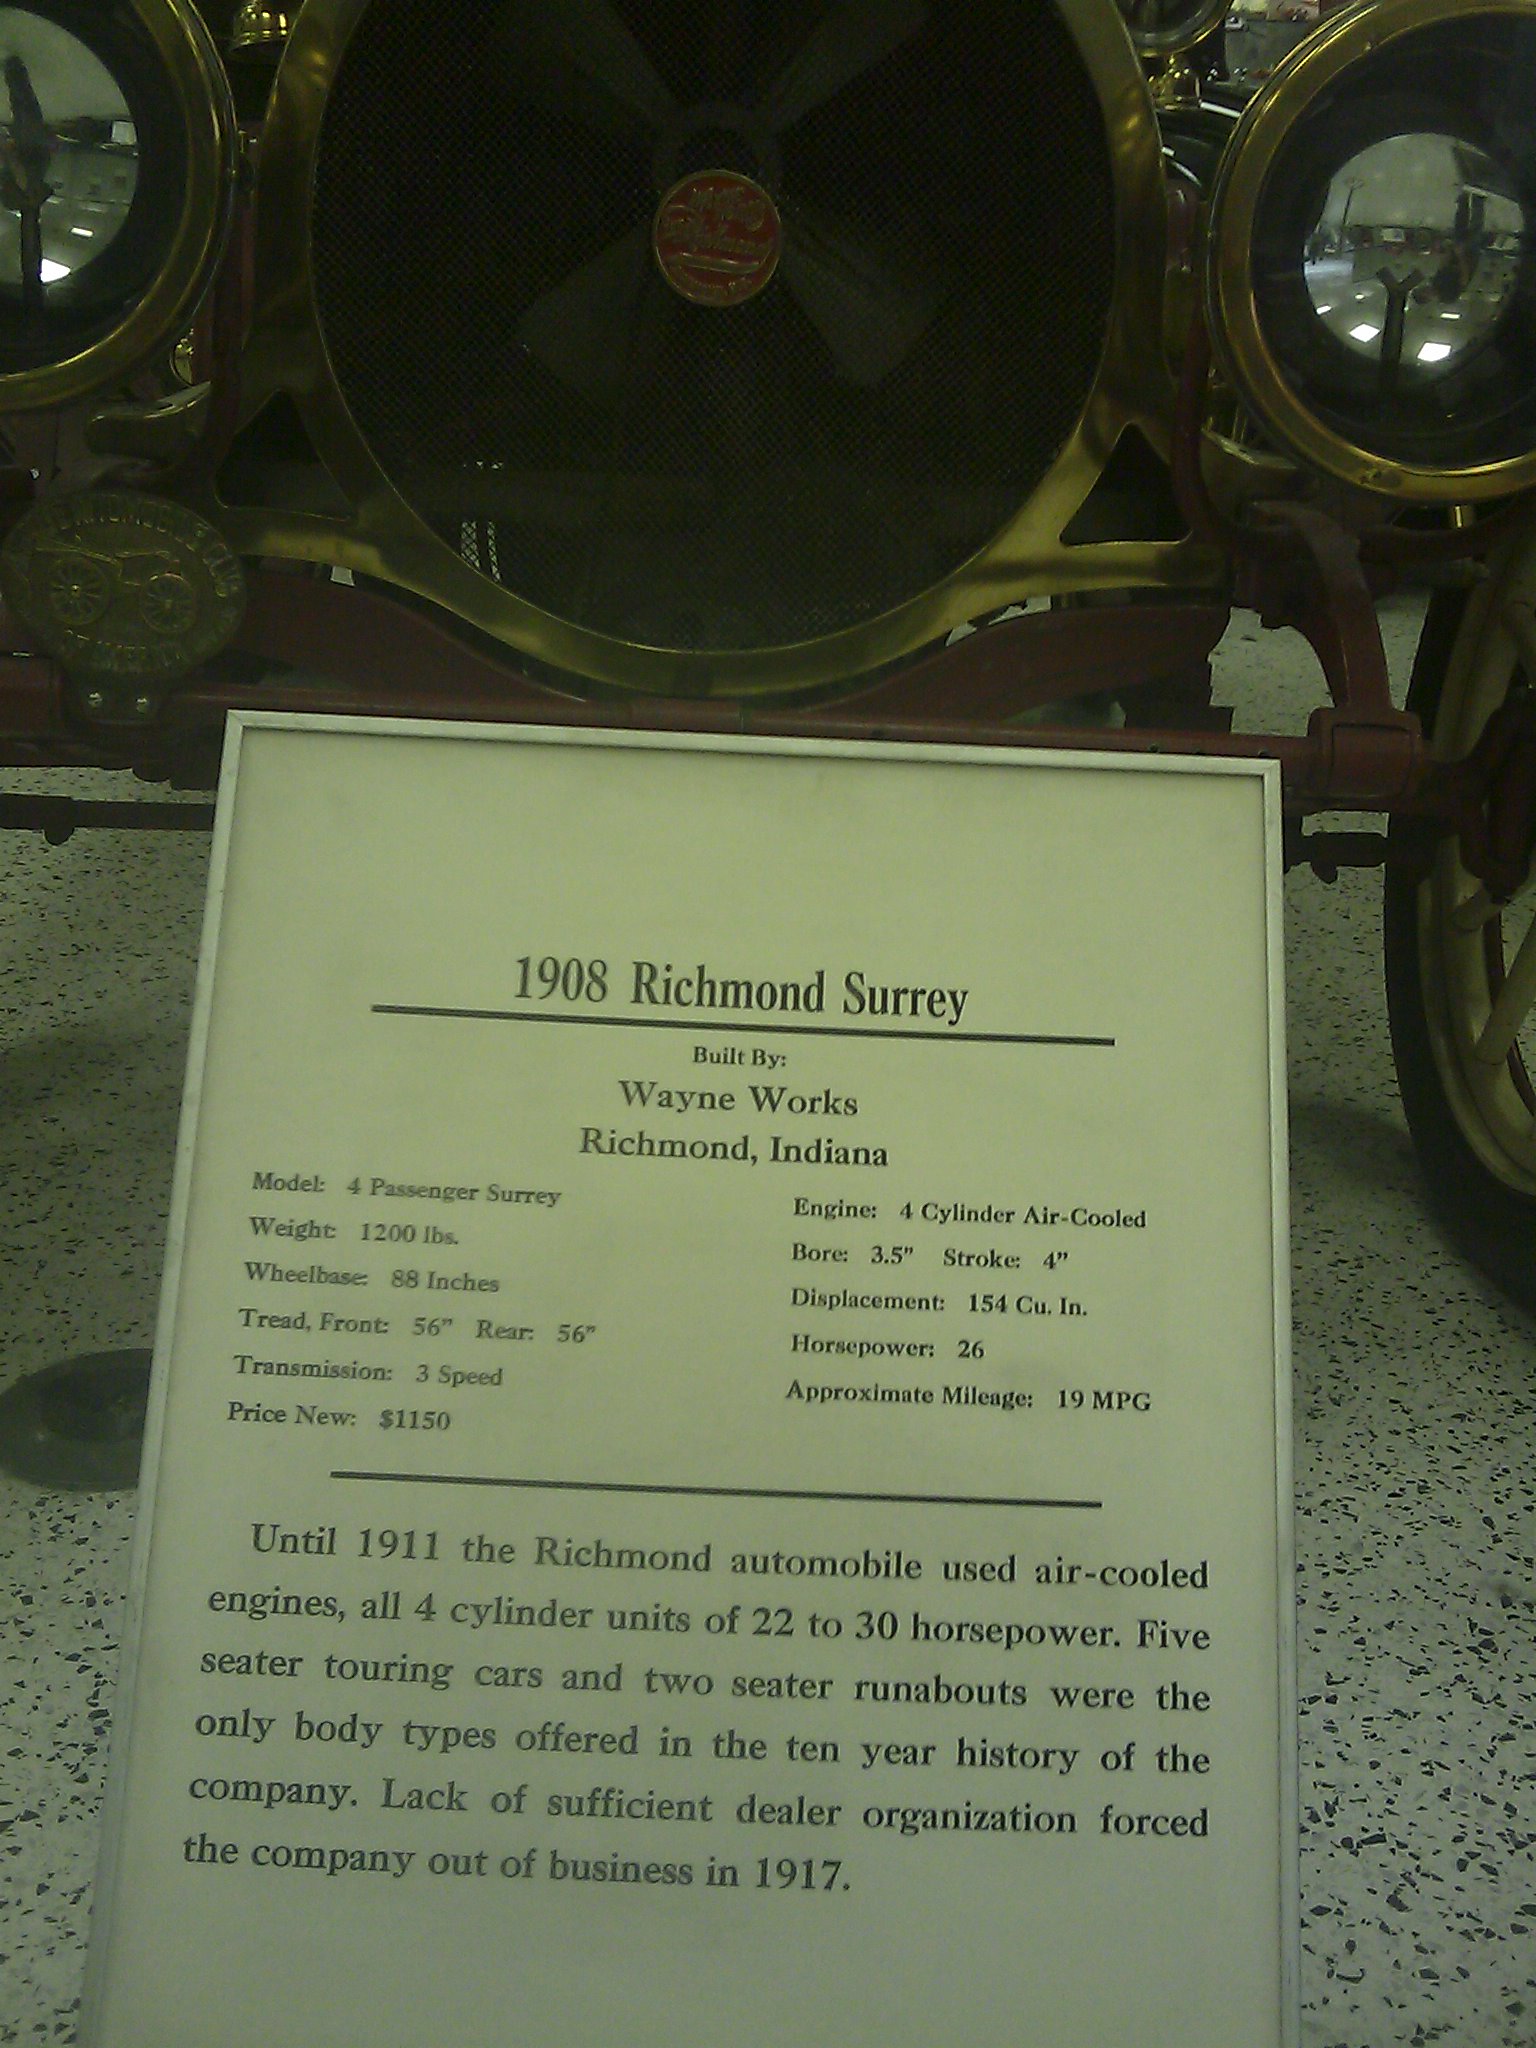 1908 Richmond Surrey
Built By:
Wayne Works
Richmond, Indiana
Model: 4 Passenger Surrey
Weight: 1200 lbs.
Wheelbase: 88 Inches
Tread, Front: 56" Rear: 56"
Transmission: 3 Speed
Price New: $1150
Engine: 4 Cylinder Air-Cooled
Bore: 3.5" Stroke: 4"
Displacement: 154 Cu. In.
Horsepower: 26
Approximate Mileage: 19 MPG
Until 1911 the Richmond automobile used air-cooled
engines, all 4 cylinder units of 22 to 30 horsepower. Five
seater touring cars and two seater runabouts were the
only body types offered in the ten year history of the
company. Lack of sufficient dealer organization forced
the company out of business in 1917.